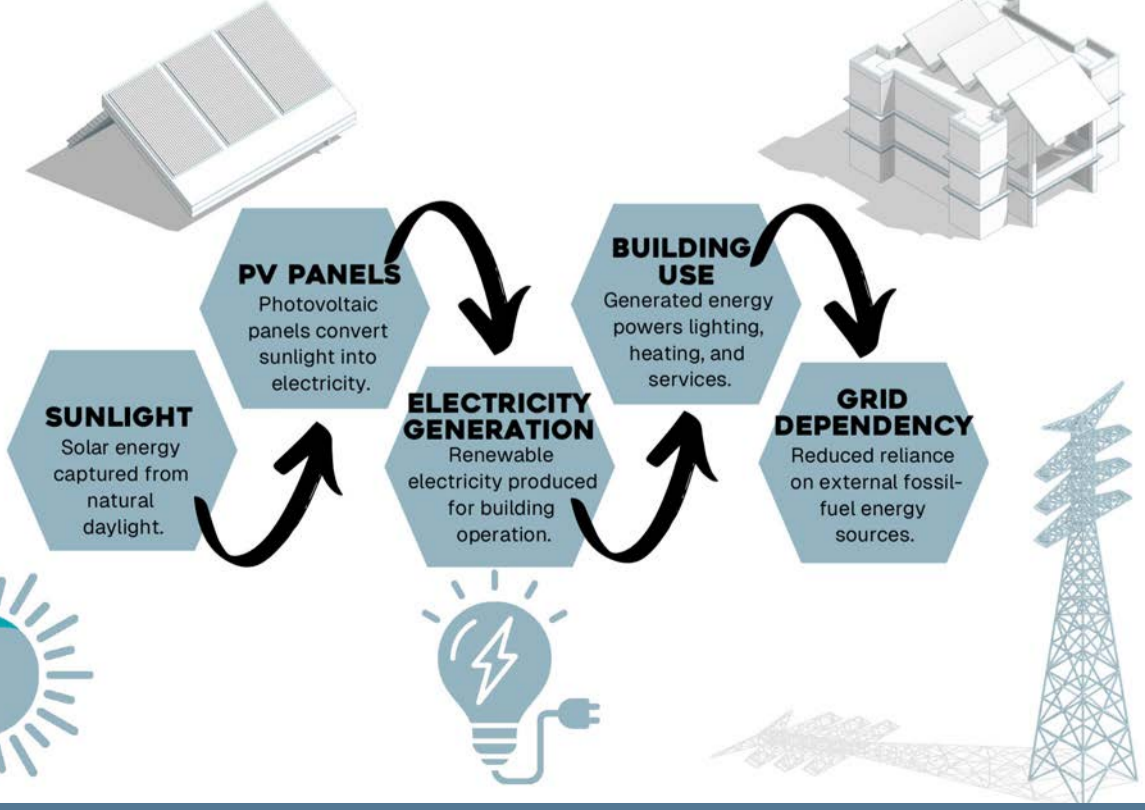 SUNLIGHT
Solar energy
captured from
natural
daylight.
PV PANELS
Photovoltaic
panels convert
sunlight into
electricity.
ELECTRICITY
GENERATION
Renewable
electricity produced
for building
operation.
BUILDING
USE
Generated energy
powers lighting,
heating, and
services.
GRID
DEPENDENCY
Reduced reliance
on external fossil-
fuel energy
sources.